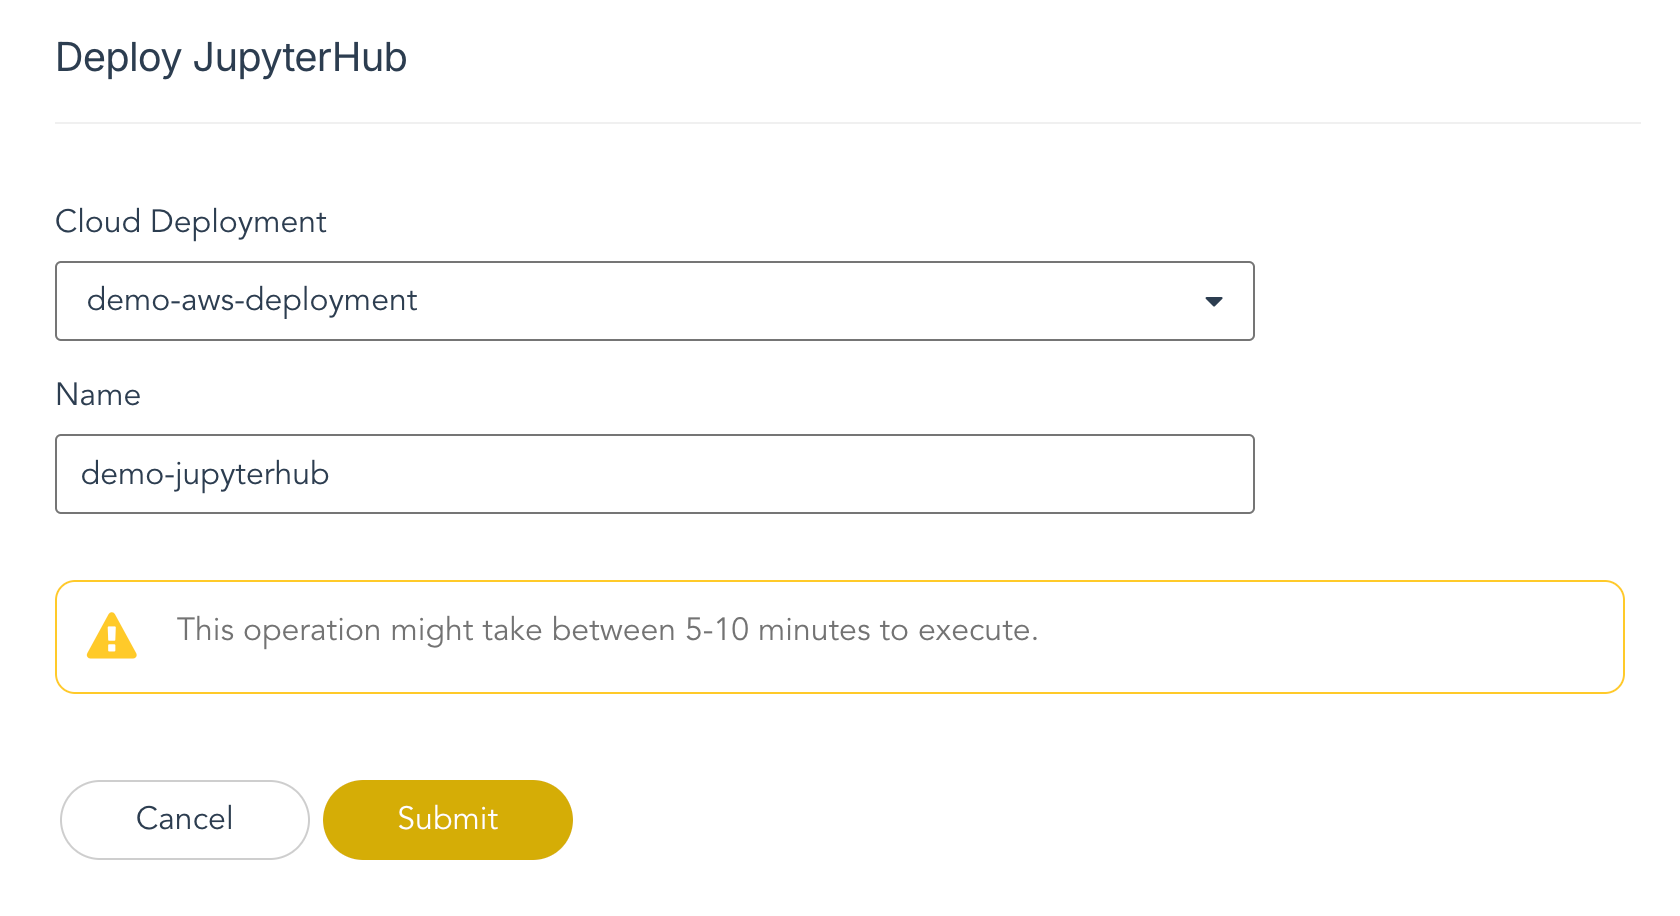 Deploy JupyterHub
Cloud Deployment
demo-aws-deployment
Name
demo-jupyterhub
This operation might take between 5-10 minutes to execute.
Cancel
Submit